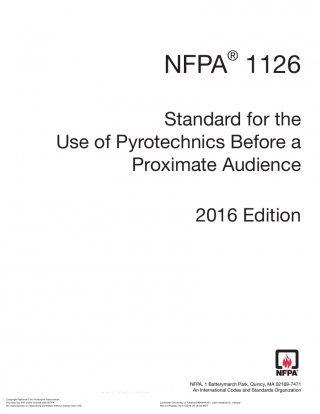 NFPA® 1126
Standard for the
Use of Pyrotechnics Before a
Proximate Audience
2016 Edition
NFPA®
NFPA, 1 Batterymarch Park, Quincy, MA 02169-7471
An International Codes and Standards Organization